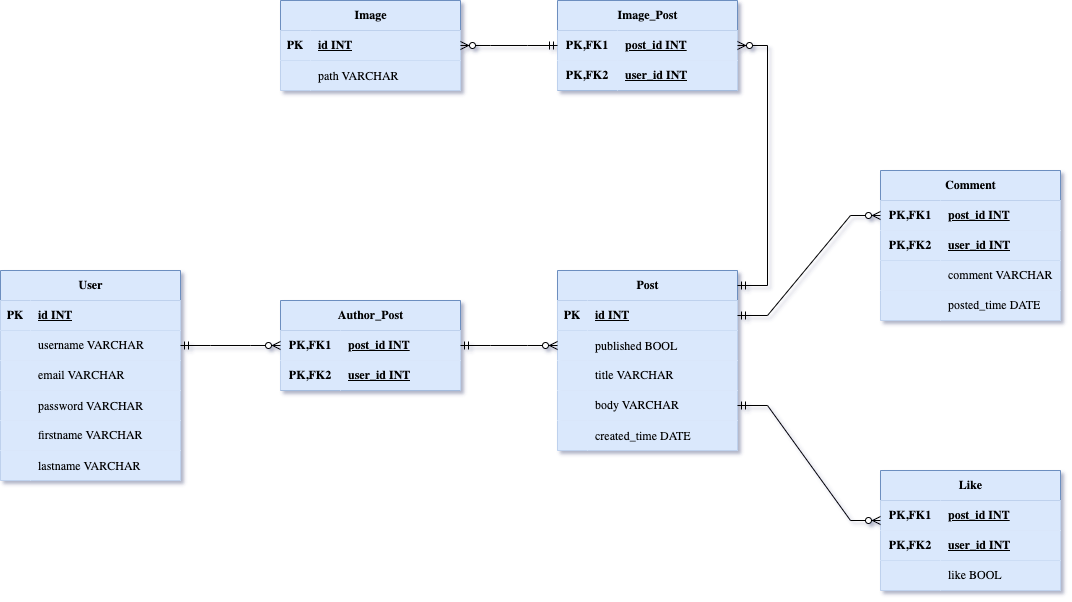 Image
PK id INT
path VARCHAR
Image_Post
PK,FK1 post_id INT
PK,FK2 user_id INT
Comment
PK,FK1 post_id INT
PK,FK2 user_id INT
comment VARCHAR
posted_time DATE
User
PK id INT
username VARCHAR
email VARCHAR
password VARCHAR
firstname VARCHAR
lastname VARCHAR
Author_Post
PK,FK1 post_id INT
PK,FK2 user_id INT
Post
PK id INT
published BOOL
title VARCHAR
body VARCHAR
created_time DATE
Like
PK,FK1 post_id INT
PK,FK2 user_id INT
like BOOL